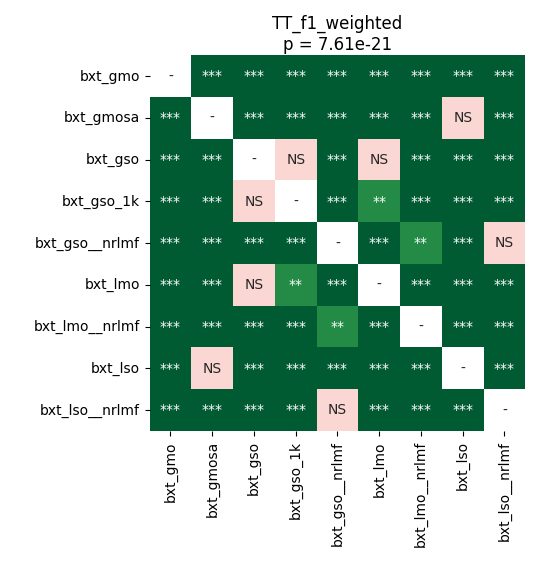 TT_f1_weighted
p = 7.61e-21
bxt_gmo - *** *** *** *** *** *** *** ***
bxt_gmosa *** - *** *** *** *** *** NS ***
bxt_gso *** *** - NS *** NS *** *** ***
bxt_gso_1k *** *** NS - *** ** *** *** ***
bxt_gso__nrlmf *** *** *** *** - *** ** *** NS
bxt_lmo *** *** NS ** *** - *** *** ***
bxt_lmo__nrlmf *** *** *** *** ** *** - *** ***
bxt_lso *** NS *** *** *** *** *** - ***
bxt_lso__nrlmf *** *** *** *** NS *** *** *** -
bxt_gmo
bxt_gmosa
bxt_gso
bxt_gso_1k
bxt_gso__nrlmf
bxt_lmo
bxt_lmo__nrlmf
bxt_lso
bxt_lso__nrlmf